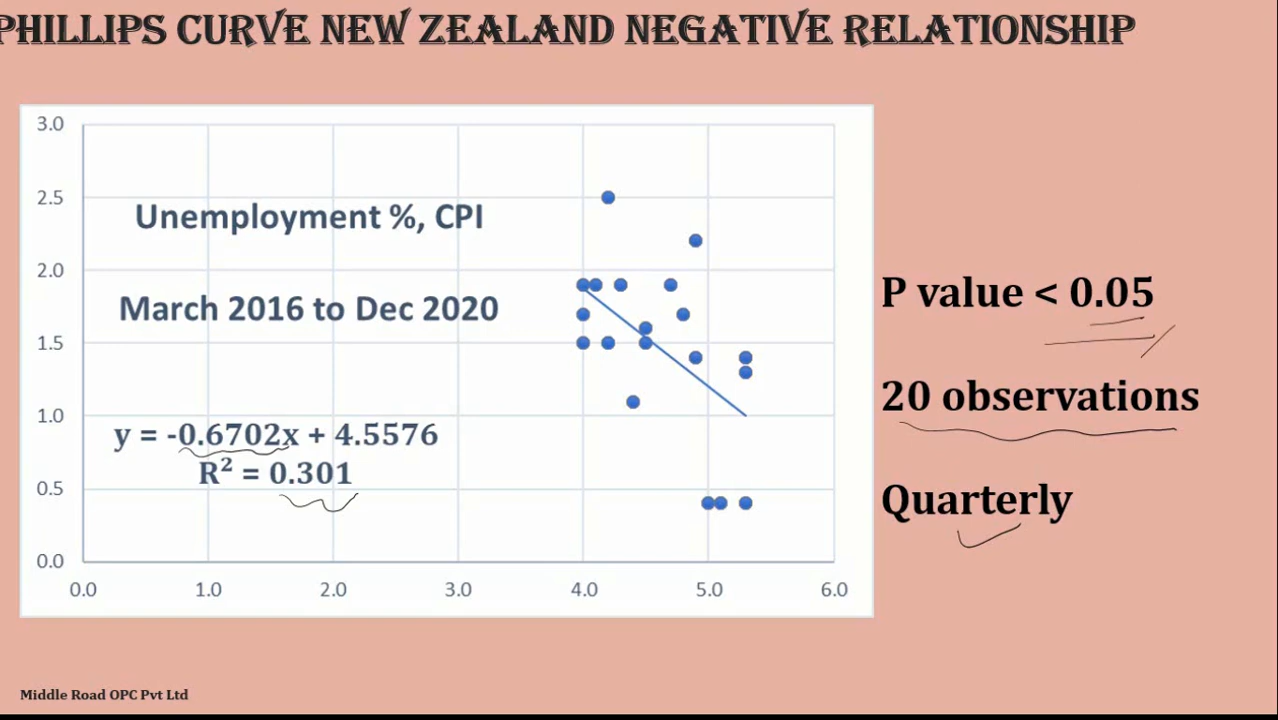 PHILLIPS CURVE NEW ZEALAND NEGATIVE RELATIONSHIP
3.0
2.5
2.0
1.5
1.0
0.5
0.0
0.0 1.0 2.0 3.0 4.0 5.0 6.0
Unemployment %, CPI
March 2016 to Dec 2020
y = -0.6702x + 4.5576
R² = 0.301
P value < 0.05
20 observations
Quarterly
Middle Road OPC Pvt Ltd